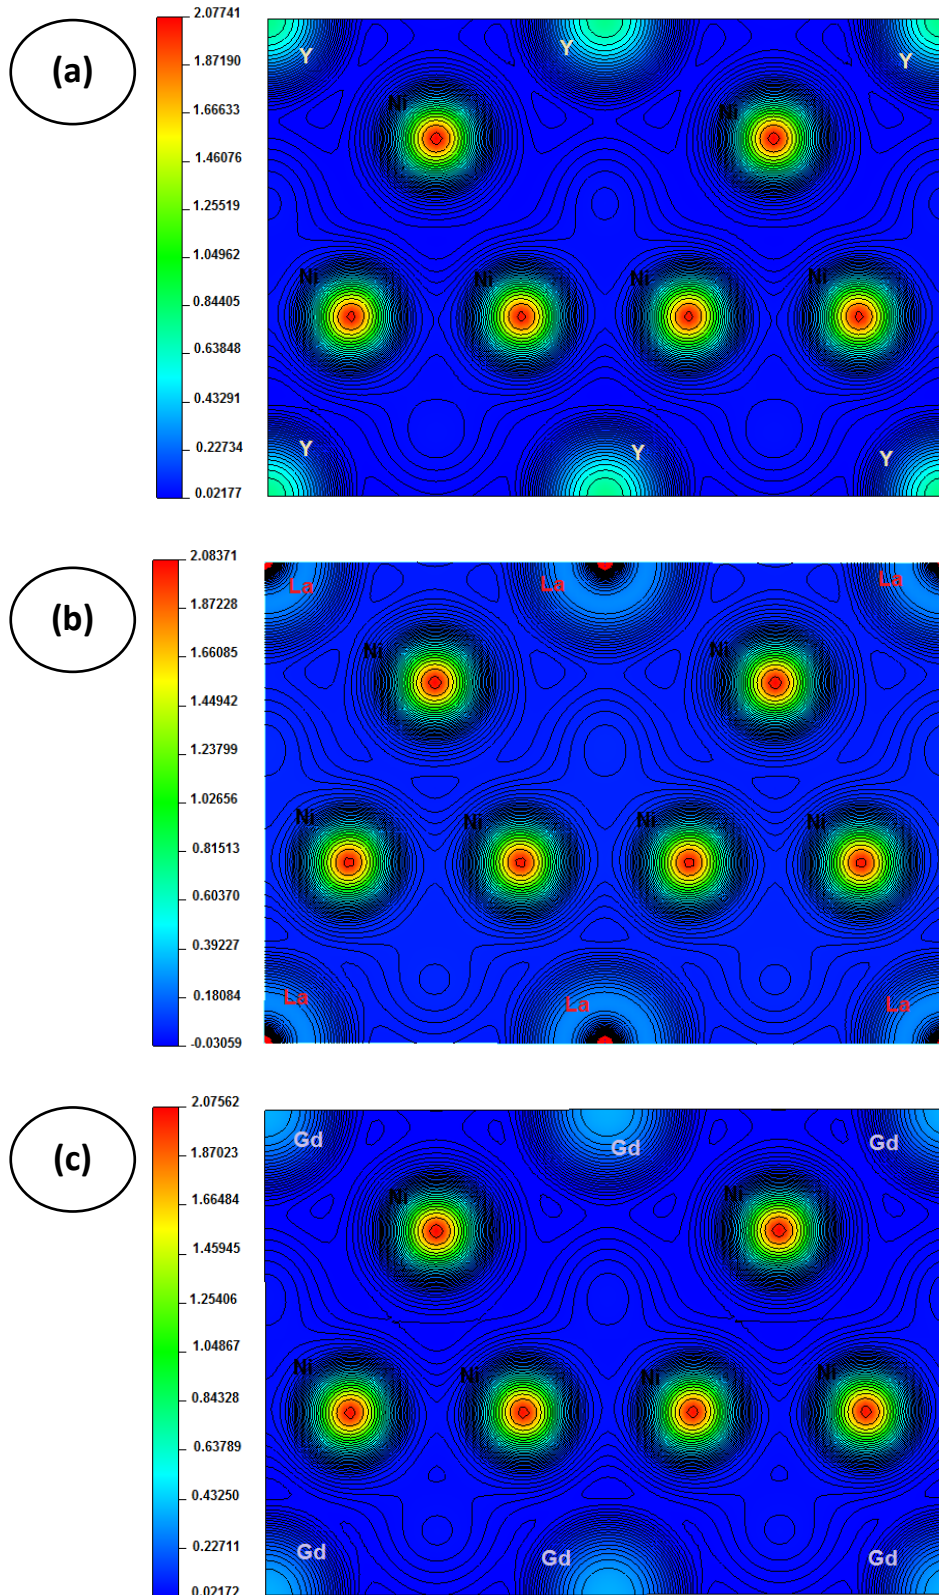 (a)
2.07741
1.87190
1.66633
1.46076
1.25519
1.04962
0.84405
0.63848
0.43291
0.22734
0.02177
Y Y Y
Ni Ni
Ni Ni Ni Ni
Y Y Y
(b)
2.08371
1.87228
1.66085
1.44942
1.23799
1.02656
0.81513
0.60370
0.39227
0.18084
-0.03059
La La La
Ni Ni
Ni Ni Ni Ni
La La La
(c)
2.07562
1.87023
1.66484
1.45945
1.25406
1.04867
0.84328
0.63789
0.43250
0.22711
0.02172
Gd Gd Gd
Ni Ni
Ni Ni Ni Ni
Gd Gd Gd